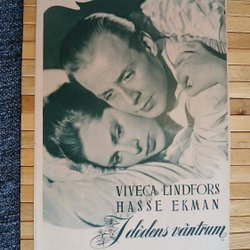 VIVECA LINDFORS
HASSE EKMAN
I dödens väntrum